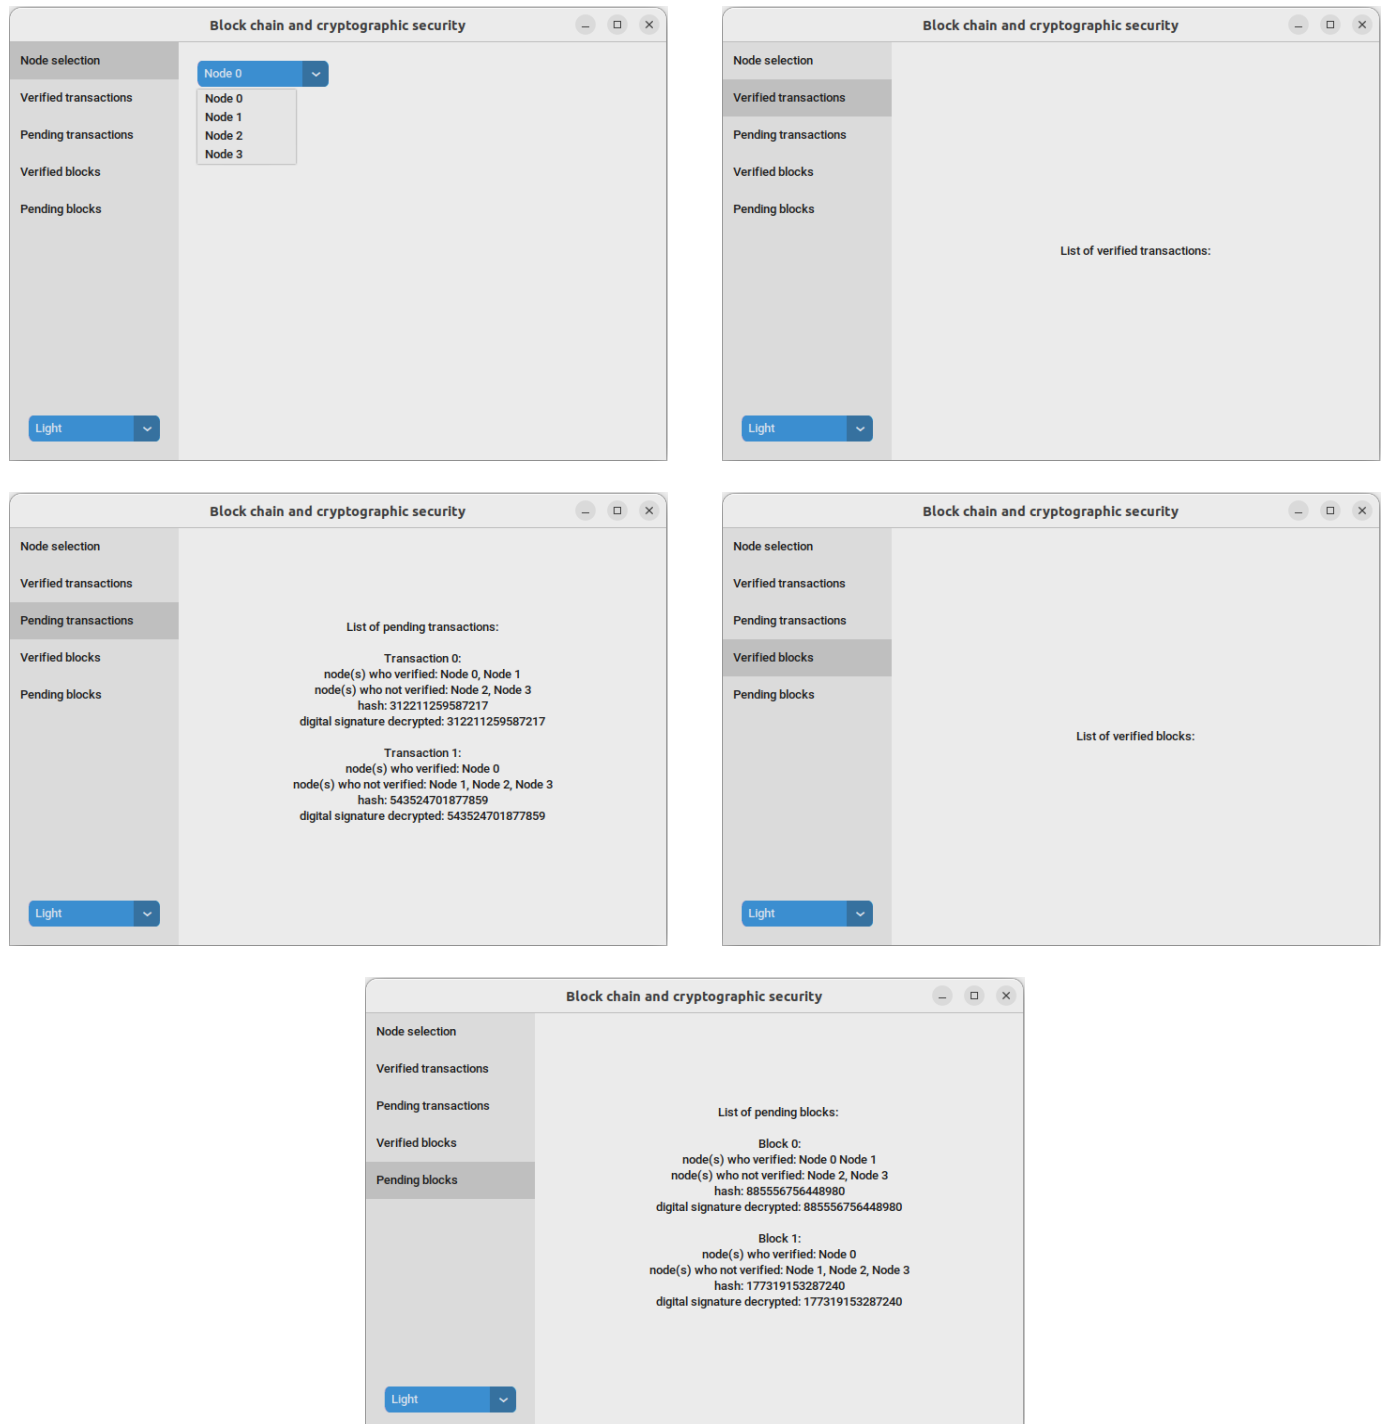 Block chain and cryptographic security
Node selection
Verified transactions
Pending transactions
Verified blocks
Pending blocks
Node 0
Node 0
Node 1
Node 2
Node 3
Light
Block chain and cryptographic security
Node selection
Verified transactions
Pending transactions
Verified blocks
Pending blocks
List of verified transactions:
Light
Block chain and cryptographic security
Node selection
Verified transactions
Pending transactions
Verified blocks
Pending blocks
List of pending transactions:
Transaction 0:
node(s) who verified: Node 0, Node 1
node(s) who not verified: Node 2, Node 3
hash: 312211259587217
digital signature decrypted: 312211259587217
Transaction 1:
node(s) who verified: Node 0
node(s) who not verified: Node 1, Node 2, Node 3
hash: 543524701877859
digital signature decrypted: 543524701877859
Light
Block chain and cryptographic security
Node selection
Verified transactions
Pending transactions
Verified blocks
Pending blocks
List of verified blocks:
Light
Block chain and cryptographic security
Node selection
Verified transactions
Pending transactions
Verified blocks
Pending blocks
List of pending blocks:
Block 0:
node(s) who verified: Node 0 Node 1
node(s) who not verified: Node 2, Node 3
hash: 885556756448980
digital signature decrypted: 885556756448980
Block 1:
node(s) who verified: Node 0
node(s) who not verified: Node 1, Node 2, Node 3
hash: 177319153287240
digital signature decrypted: 177319153287240
Light